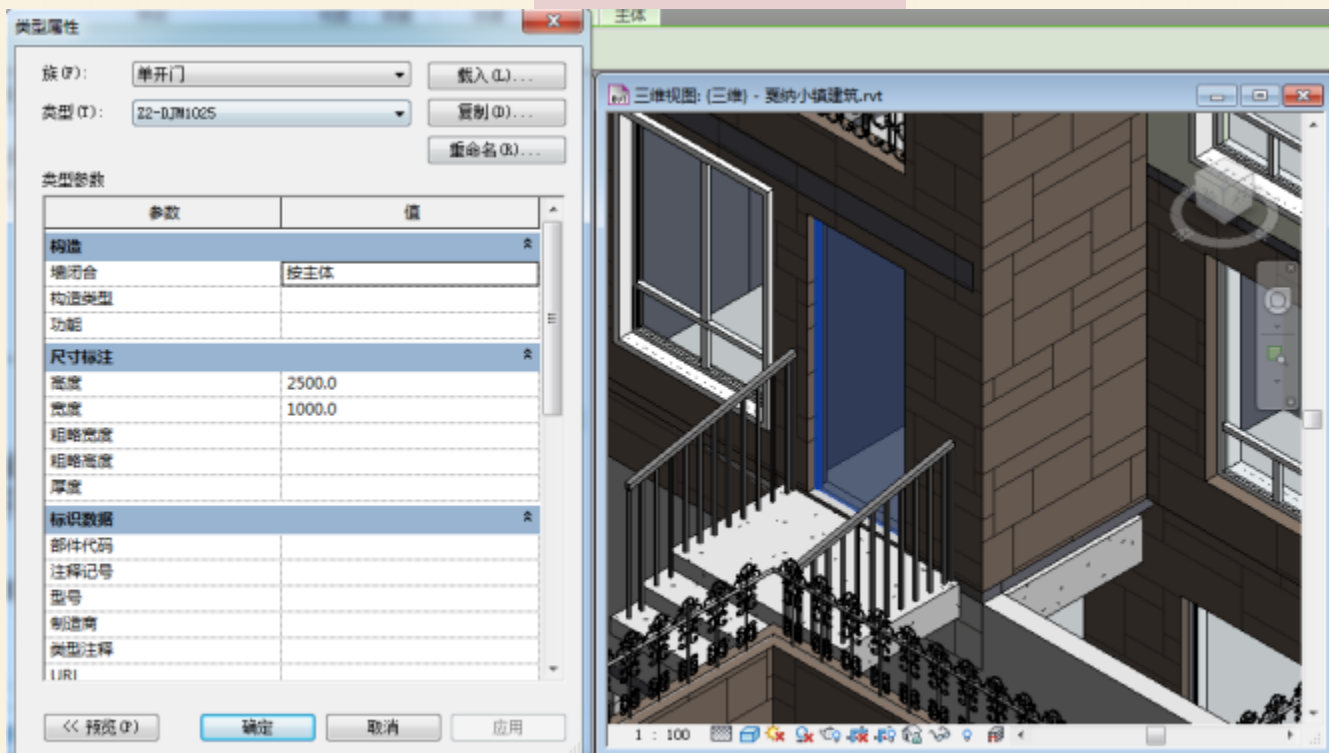 类型属性
族(F):
单开门
载入(L)...
类型(T):
Z2-DJM1025
复制(D)...
重命名(R)...
类型参数
参数
值
构造
墙闭合
按主体
构造类型
功能
尺寸标注
高度
2500.0
宽度
1000.0
粗略宽度
粗略高度
厚度
标识数据
部件代码
注释记号
型号
制造商
类型注释
URL
<< 预览(P)
确定
取消
应用
主体
三维视图: {三维} - 戛纳小镇建筑.rvt
1 : 100